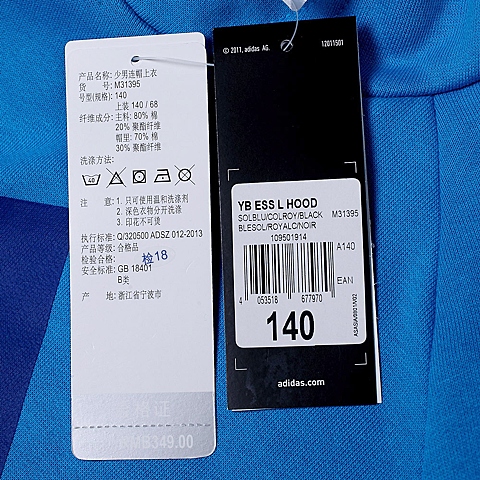 产品名称: 少男连帽上衣
货 号: M31395
号型(规格): 140
上装 140 / 68
纤维成分: 主料: 80% 棉
20% 聚酯纤维
帽里: 70% 棉
30% 聚酯纤维
洗涤方法:
40
注 意: 1. 只可使用温和洗涤剂
2. 深色衣物分开洗涤
3. 印花不可烫
执行标准: Q/320500 ADSZ 012-2013
产品等级: 合格品
检验合格: 检18
安全标准: GB 18401
B类
产 地: 浙江省宁波市
RMB349.00
© 2011, adidas AG.
12011501
YB ESS L HOOD
SOLBLU/COLROY/BLACK M31395
BLESOL/ROYALC/NOIR
109501914
A140
EAN
4 053518 677970
140
ASASIA/0901/V02
adidas.com